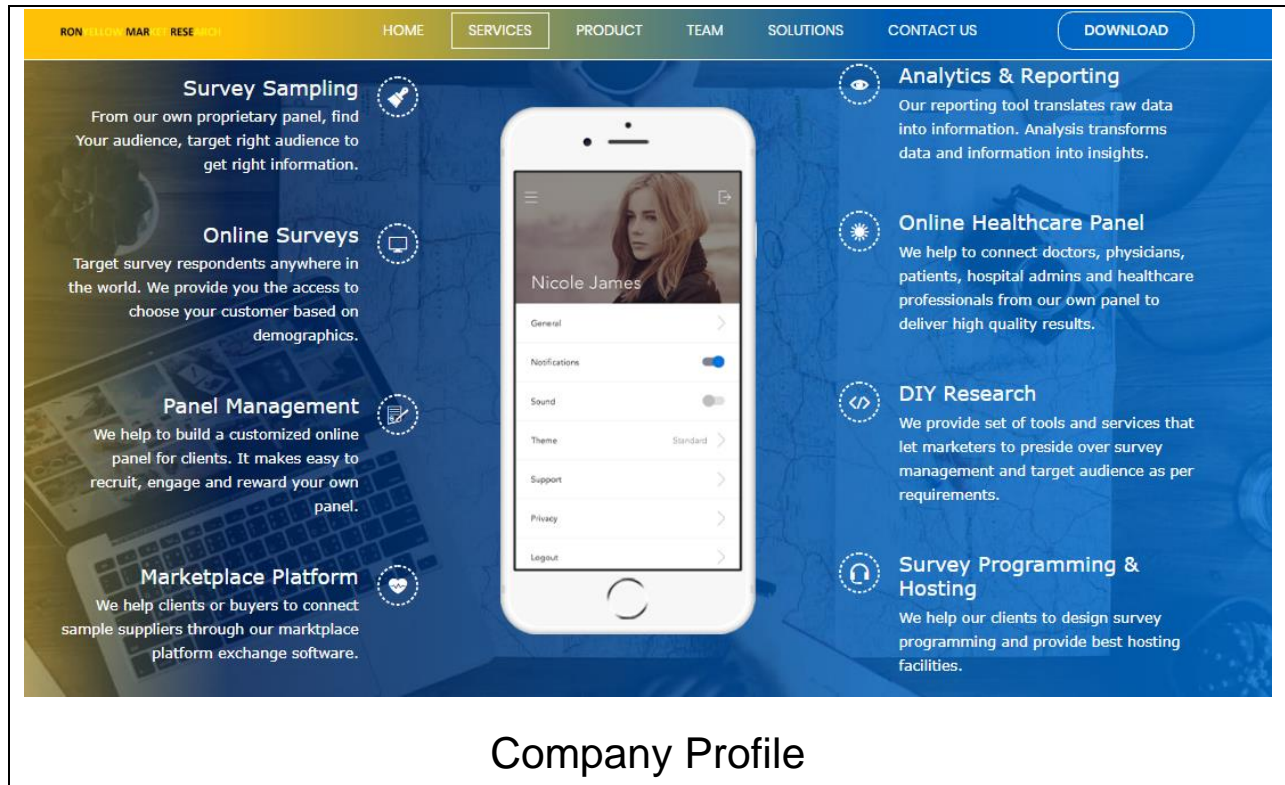 RONYELLOW MARKET RESEARCH
HOME
SERVICES
PRODUCT
TEAM
SOLUTIONS
CONTACT US
DOWNLOAD
Survey Sampling
From our own proprietary panel, find
Your audience, target right audience to
get right information.
Online Surveys
Target survey respondents anywhere in
the world. We provide you the access to
choose your customer based on
demographics.
Panel Management
We help to build a customized online
panel for clients. It makes easy to
recruit, engage and reward your own
panel.
Marketplace Platform
We help clients or buyers to connect
sample suppliers through our marktplace
platform exchange software.
Nicole James
General
Notifications
Sound
Theme
Standard
Support
Privacy
Logout
Analytics & Reporting
Our reporting tool translates raw data
into information. Analysis transforms
data and information into insights.
Online Healthcare Panel
We help to connect doctors, physicians,
patients, hospital admins and healthcare
professionals from our own panel to
deliver high quality results.
DIY Research
We provide set of tools and services that
let marketers to preside over survey
management and target audience as per
requirements.
Survey Programming &
Hosting
We help our clients to design survey
programming and provide best hosting
facilities.
Company Profile